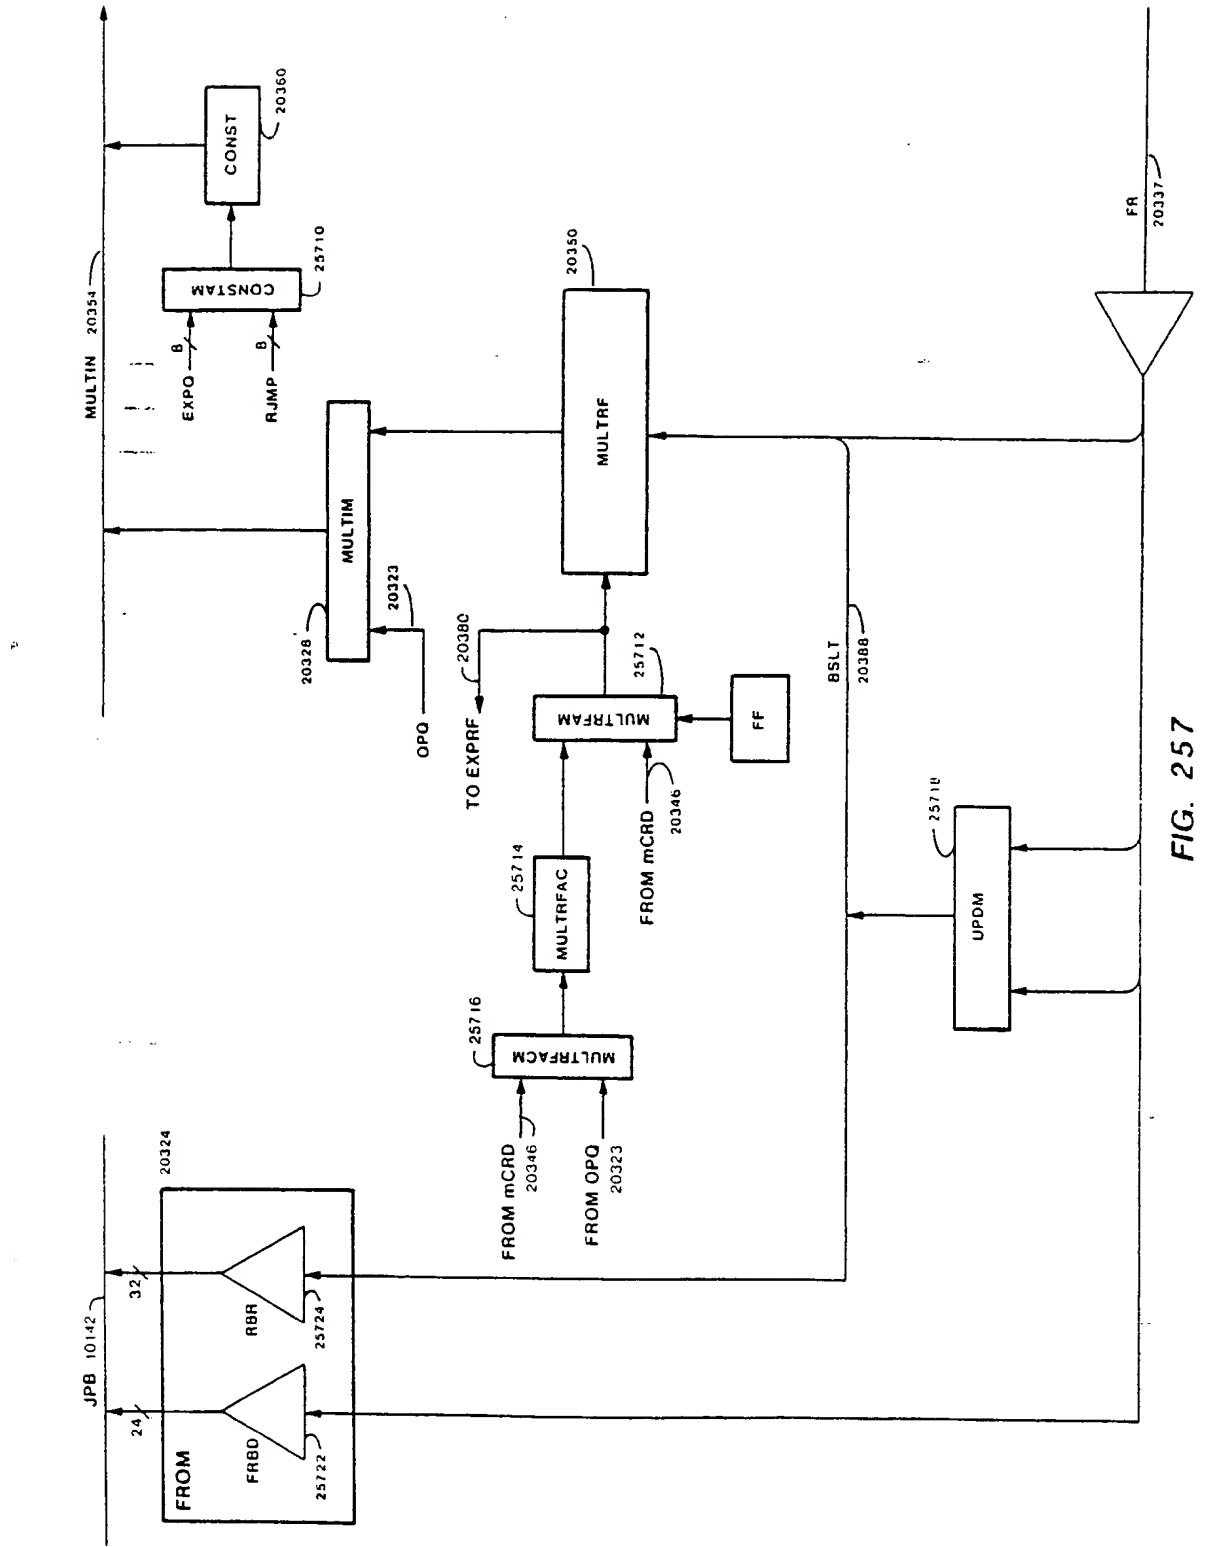 JPB 10142
24
32
FROM
FRBD
25722
RBR
25724
20324
FROM mCRD
20346
FROM OPQ
20323
MULTRFACM
25716
MULTRFAC
25714
FROM mCRD
20346
MULTRFAM
25712
FF
TO EXPRF
20380
OPQ
20323
MULTIM
20328
MULTIN 20354
EXPQ
8
RJMP
8
CONSTAM
25710
CONST
20360
MULTRF
20350
BSLT
20388
UPDM
25718
FR
20337
FIG. 257